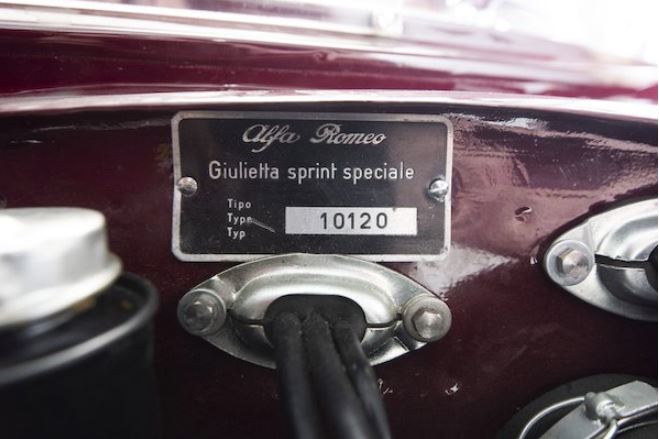 Alfa Romeo
Giulietta sprint speciale
Tipo
Type
Typ
10120